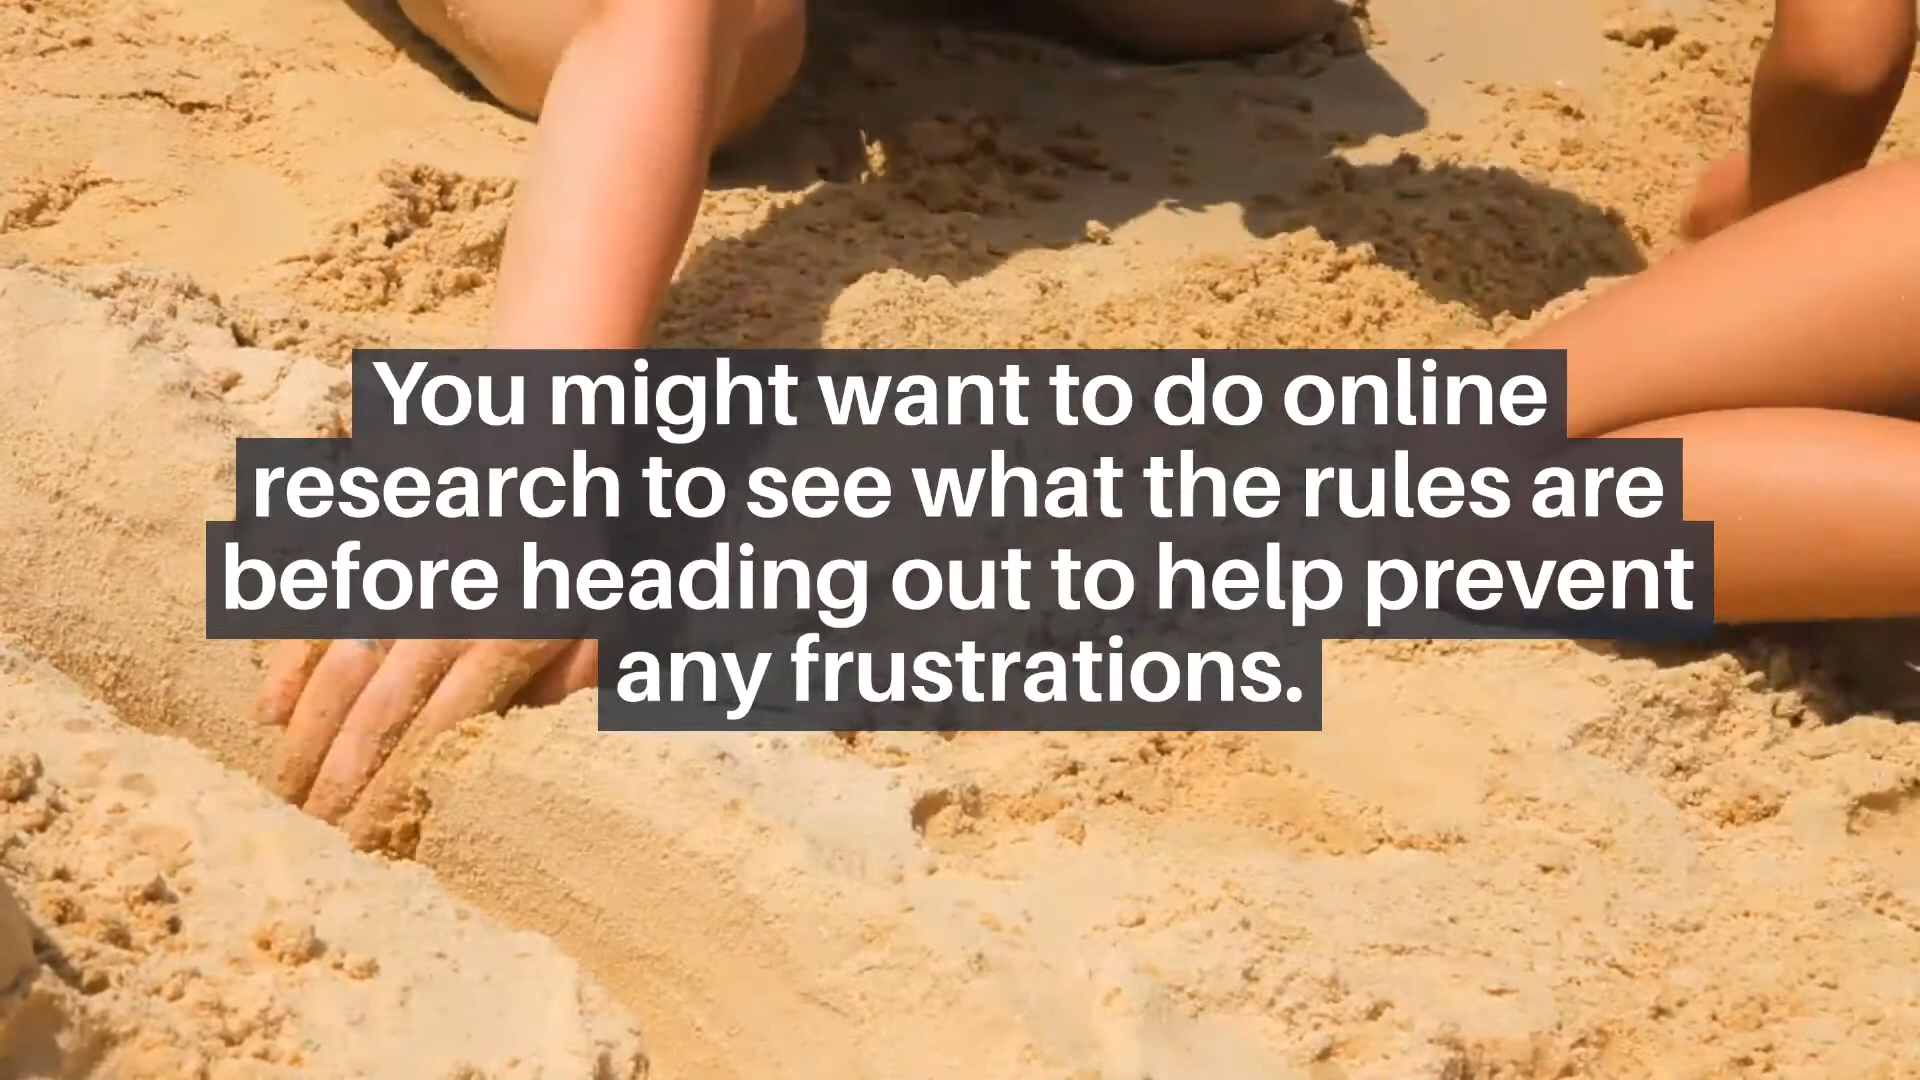 You might want to do online
research to see what the rules are
before heading out to help prevent
any frustrations.